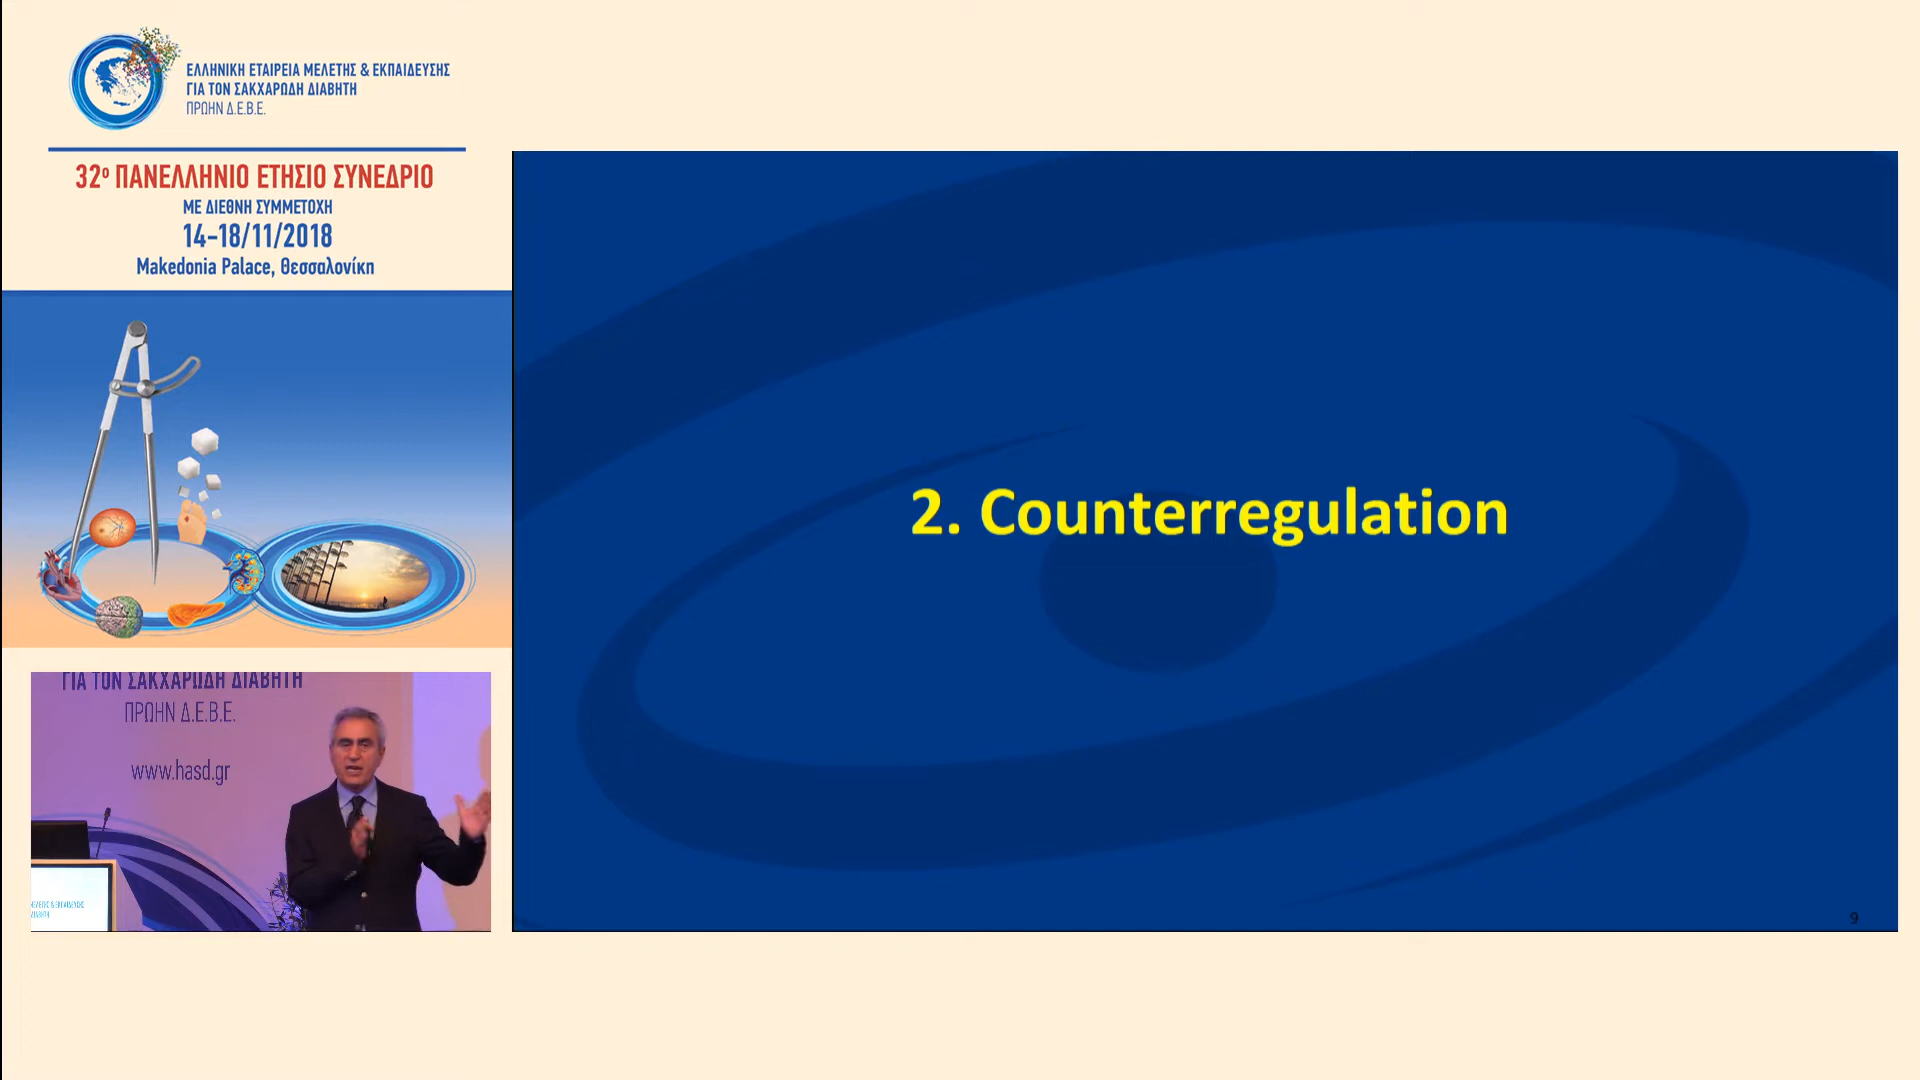 ΕΛΛΗΝΙΚΗ ΕΤΑΙΡΕΙΑ ΜΕΛΕΤΗΣ & ΕΚΠΑΙΔΕΥΣΗΣ
ΓΙΑ ΤΟΝ ΣΑΚΧΑΡΩΔΗ ΔΙΑΒΗΤΗ
ΠΡΩΗΝ Δ.Ε.Β.Ε.
32ο ΠΑΝΕΛΛΗΝΙΟ ΕΤΗΣΙΟ ΣΥΝΕΔΡΙΟ
ΜΕ ΔΙΕΘΝΗ ΣΥΜΜΕΤΟΧΗ
14-18/11/2018
Makedonia Palace, Θεσσαλονίκη
2. Counterregulation
9
ΓΙΑ ΤΟΝ ΣΑΚΧΑΡΩΔΗ ΔΙΑΒΗΤΗ
ΠΡΩΗΝ Δ.Ε.Β.Ε.
www.hasd.gr